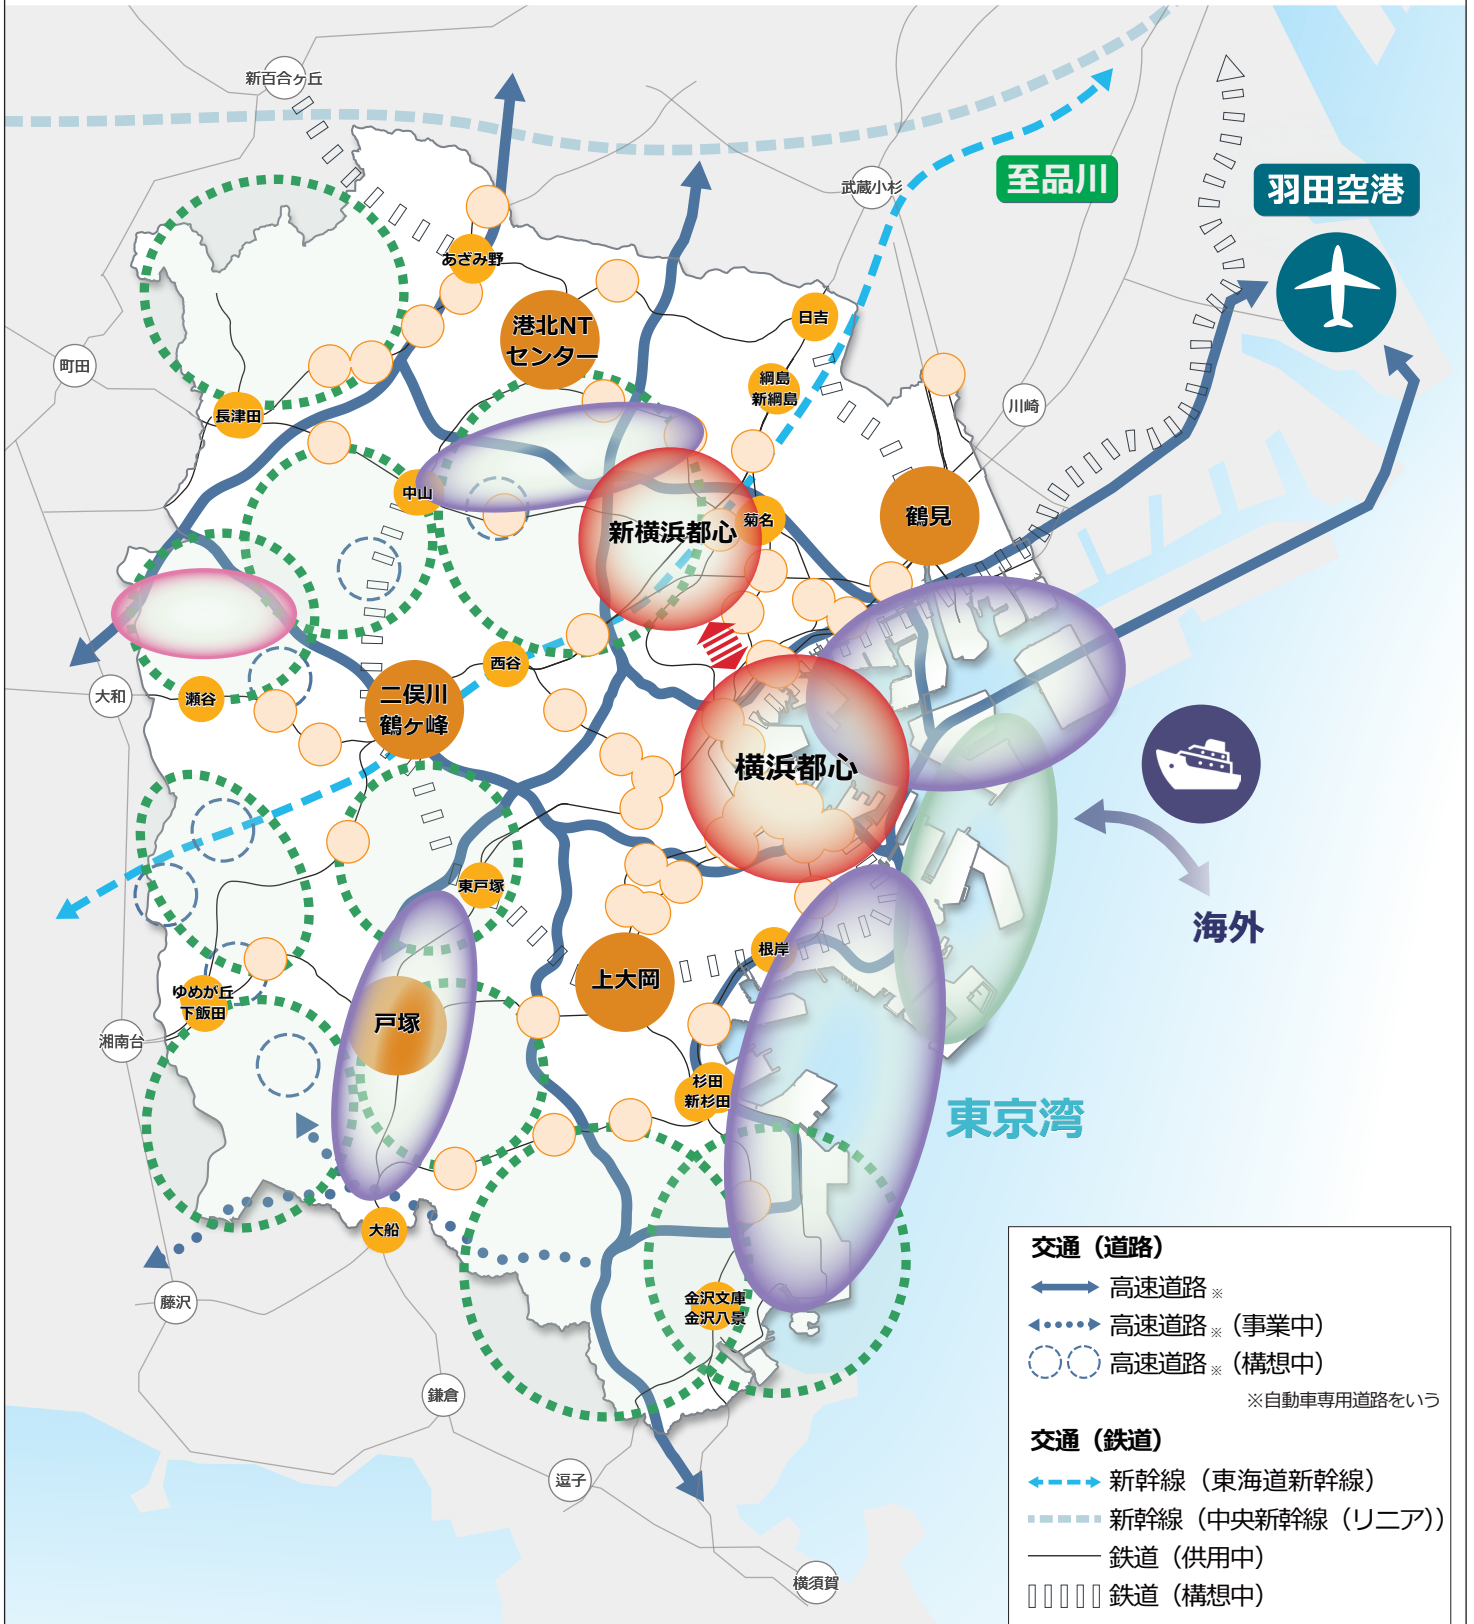 新百合ヶ丘
武蔵小杉
至品川
羽田空港
あざみ野
港北NT
センター
日吉
町田
綱島
新綱島
長津田
川崎
中山
新横浜都心
菊名
鶴見
西谷
大和
瀬谷
二俣川
鶴ヶ峰
横浜都心
東戸塚
海外
根岸
上大岡
ゆめが丘
下飯田
戸塚
湘南台
杉田
新杉田
東京湾
大船
藤沢
金沢文庫
金沢八景
鎌倉
逗子
横須賀
交通（道路）
高速道路※
高速道路※（事業中）
高速道路※（構想中）
※自動車専用道路をいう
交通（鉄道）
新幹線（東海道新幹線）
新幹線（中央新幹線（リニア））
鉄道（供用中）
鉄道（構想中）